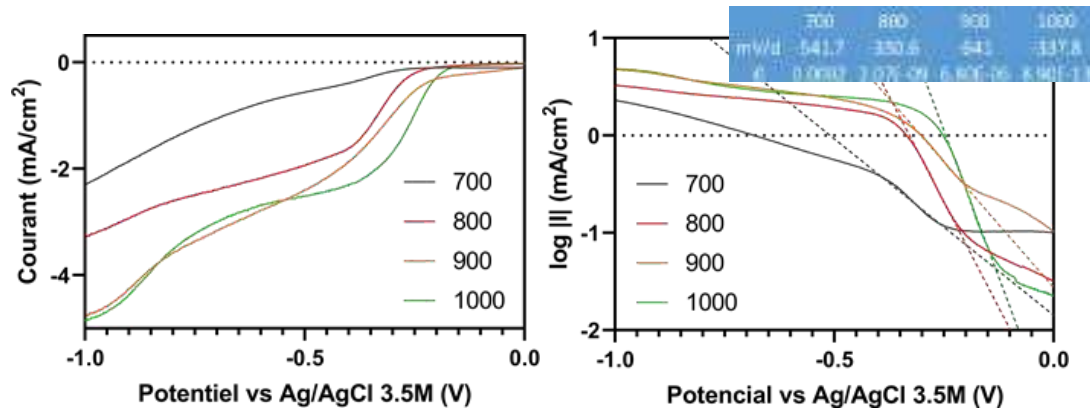 700 800 900 1000
mV/d -541.7 -330.6 -641 -337.8
0
-2
-4
Courant (mA/cm²)
700
800
900
1000
-1.0 -0.5 0.0
Potentiel vs Ag/AgCl 3.5M (V)
1
0
-1
-2
log |I| (mA/cm²)
700
800
900
1000
-1.0 -0.5 0.0
Potencial vs Ag/AgCl 3.5M (V)